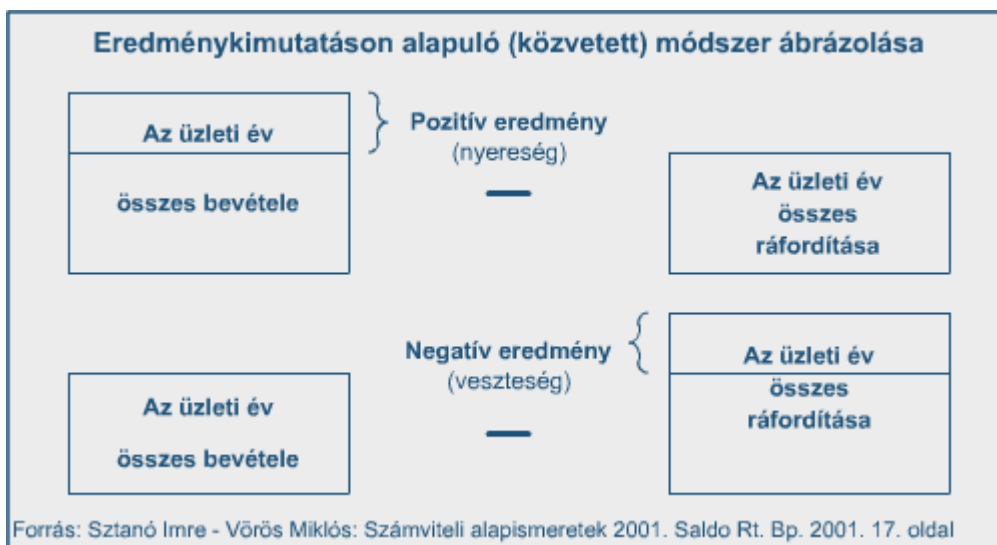 Eredménykimutatáson alapuló (közvetett) módszer ábrázolása
Az üzleti év
összes bevétele
Pozitív eredmény
(nyereség)
Az üzleti év
összes
ráfordítása
Az üzleti év
összes bevétele
Negatív eredmény
(veszteség)
Az üzleti év
összes
ráfordítása
Forrás: Sztanó Imre - Vörös Miklós: Számviteli alapismeretek 2001. Saldo Rt. Bp. 2001. 17. oldal